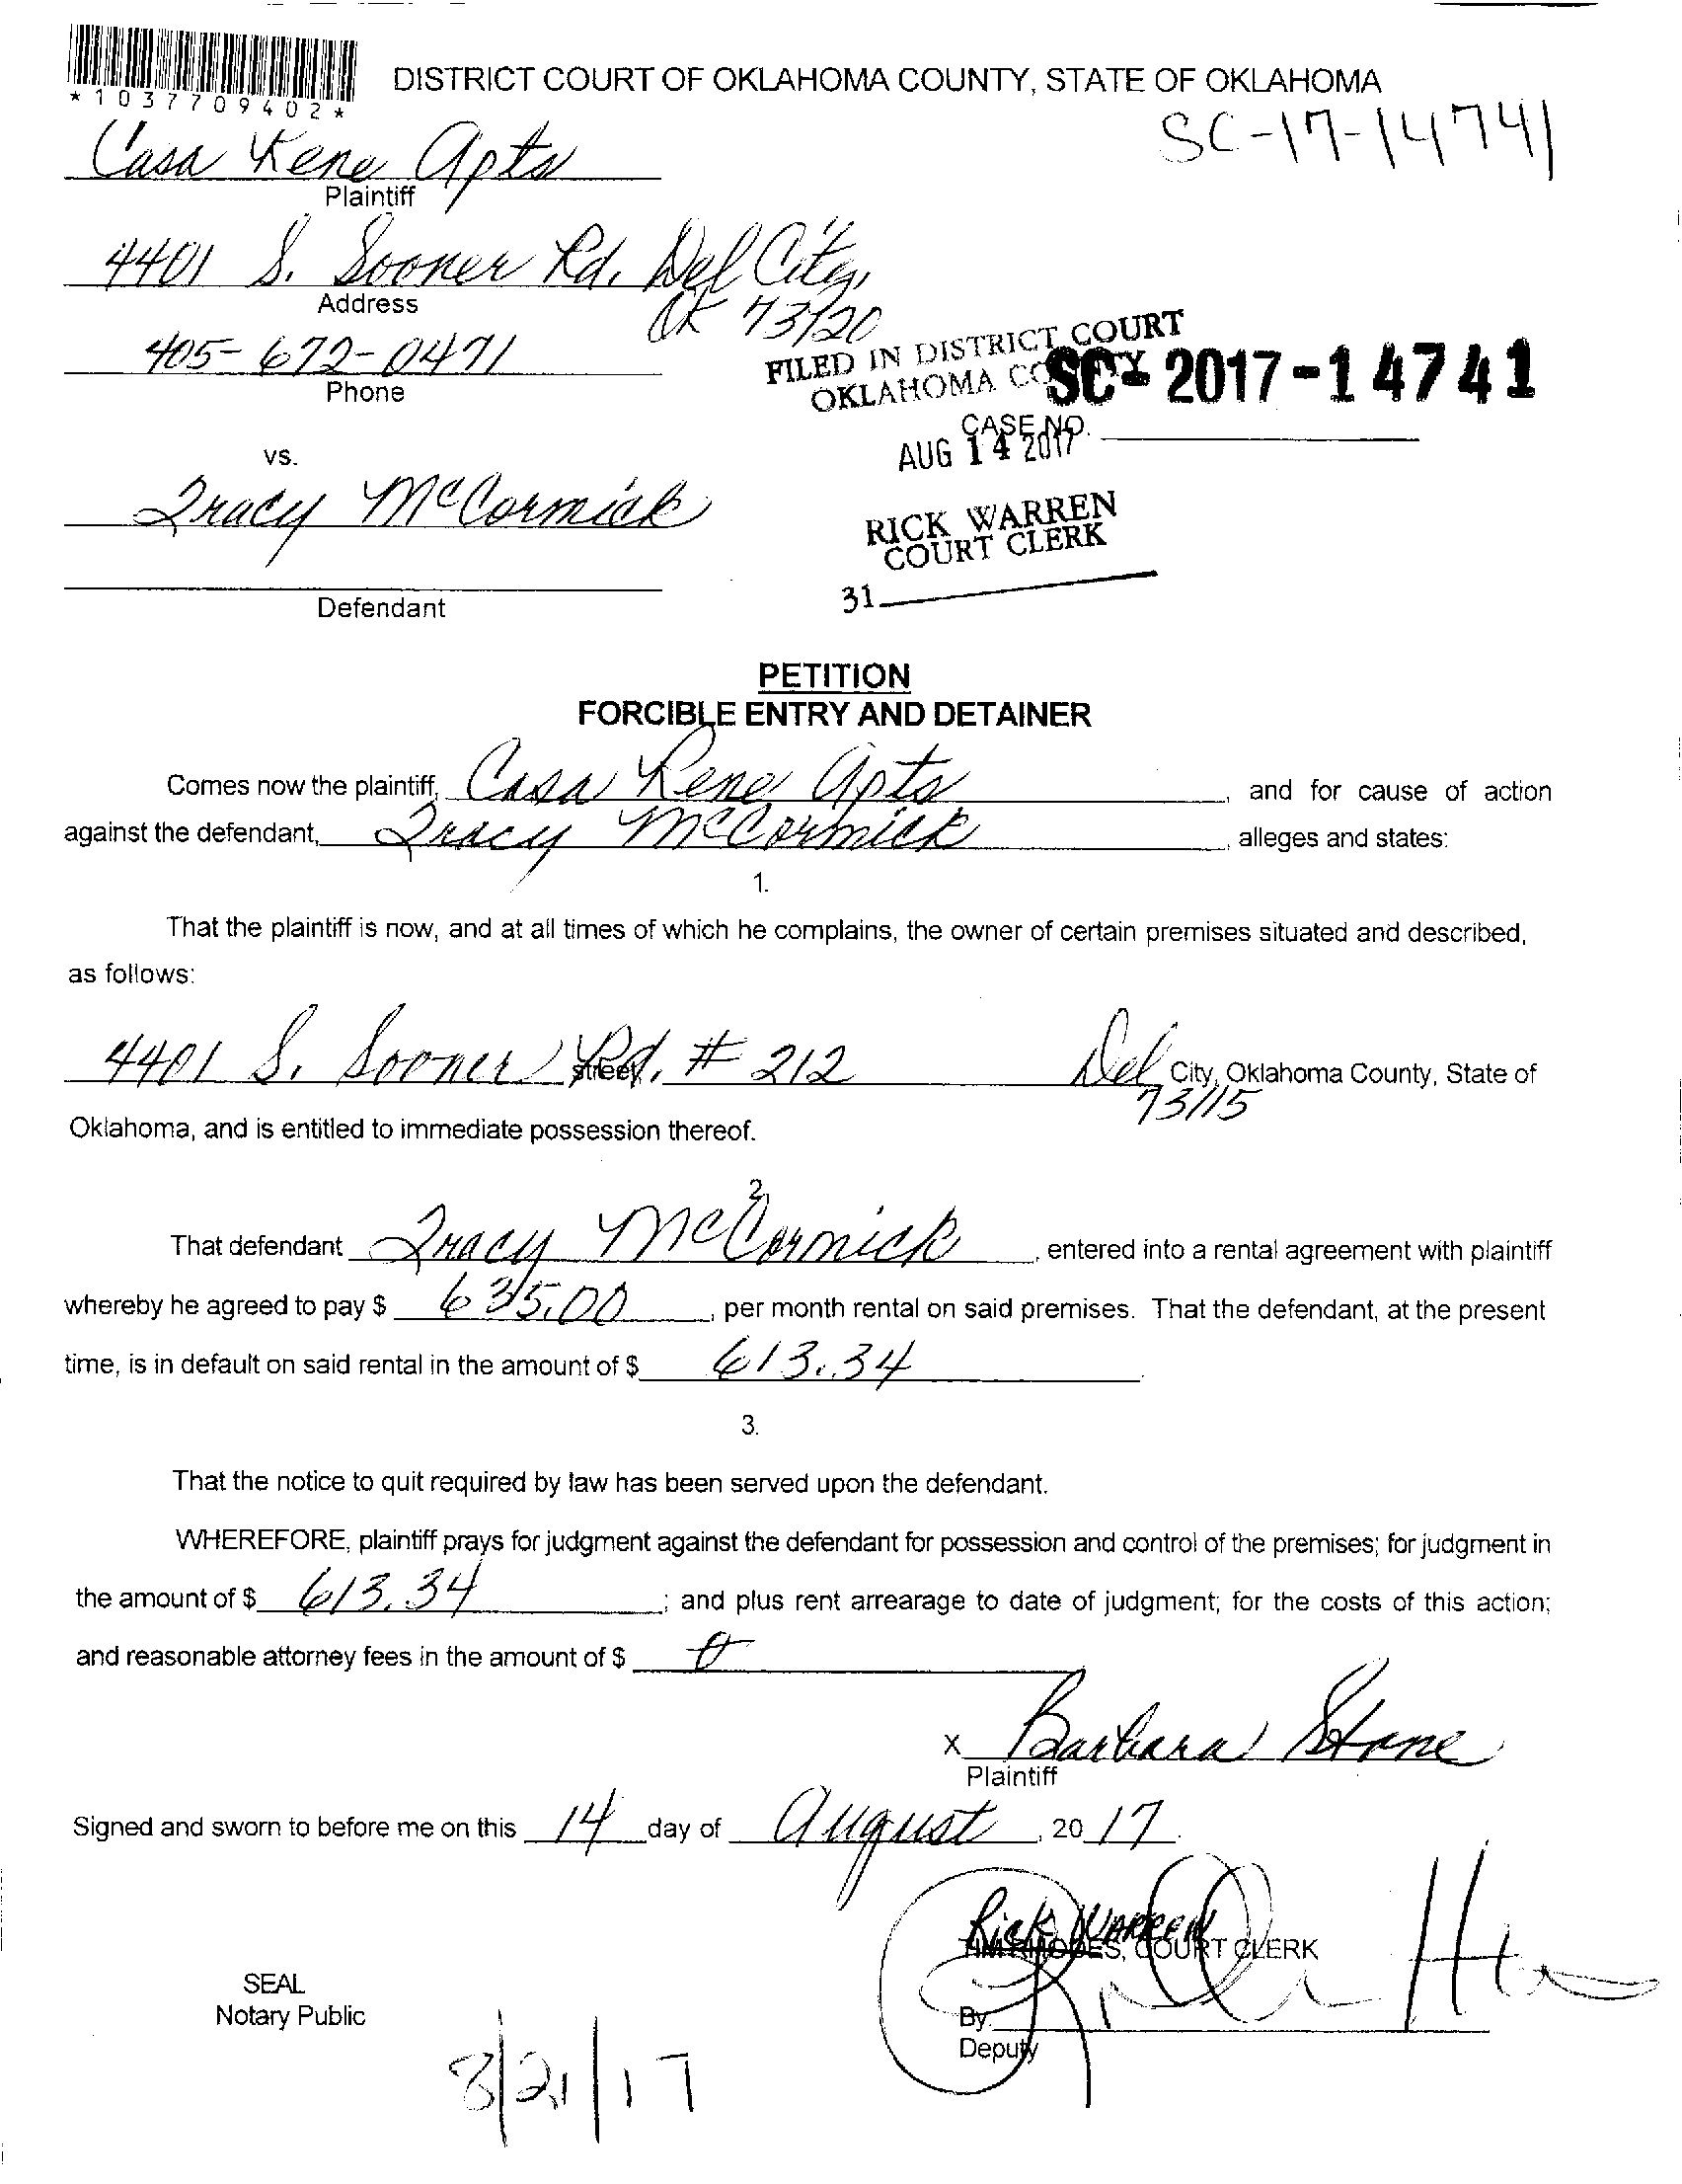 *1037709402*
DISTRICT COURT OF OKLAHOMA COUNTY, STATE OF OKLAHOMA
SC-17-14741
Casa Rene Apts
Plaintiff
4401 S. Sooner Rd. Del City,
OK 73120
Address
405-672-0471
Phone
FILED IN DISTRICT COURT
OKLAHOMA COUNTY
SC- 2017-14741
CASE NO.
AUG 14 2017
vs.
Tracy McCormick
RICK WARREN
COURT CLERK
31
Defendant
PETITION
FORCIBLE ENTRY AND DETAINER
Comes now the plaintiff, Casa Rene Apts, and for cause of action
against the defendant, Tracy McCormick, alleges and states:
1.
That the plaintiff is now, and at all times of which he complains, the owner of certain premises situated and described,
as follows:
4401 S. Sooner Rd. # 212 street, Del City, Oklahoma County, State of
73115
Oklahoma, and is entitled to immediate possession thereof.
2.
That defendant Tracy McCormick, entered into a rental agreement with plaintiff
whereby he agreed to pay $ 635.00, per month rental on said premises. That the defendant, at the present
time, is in default on said rental in the amount of $ 613.34.
3.
That the notice to quit required by law has been served upon the defendant.
WHEREFORE, plaintiff prays for judgment against the defendant for possession and control of the premises; for judgment in
the amount of $ 613.34; and plus rent arrearage to date of judgment; for the costs of this action;
and reasonable attorney fees in the amount of $ 0
X Barbara Stone
Plaintiff
Signed and sworn to before me on this 14 day of August, 2017.
Rick Warren
TIM RHODES, COURT CLERK
SEAL
Notary Public
By:
Deputy
8/21/17